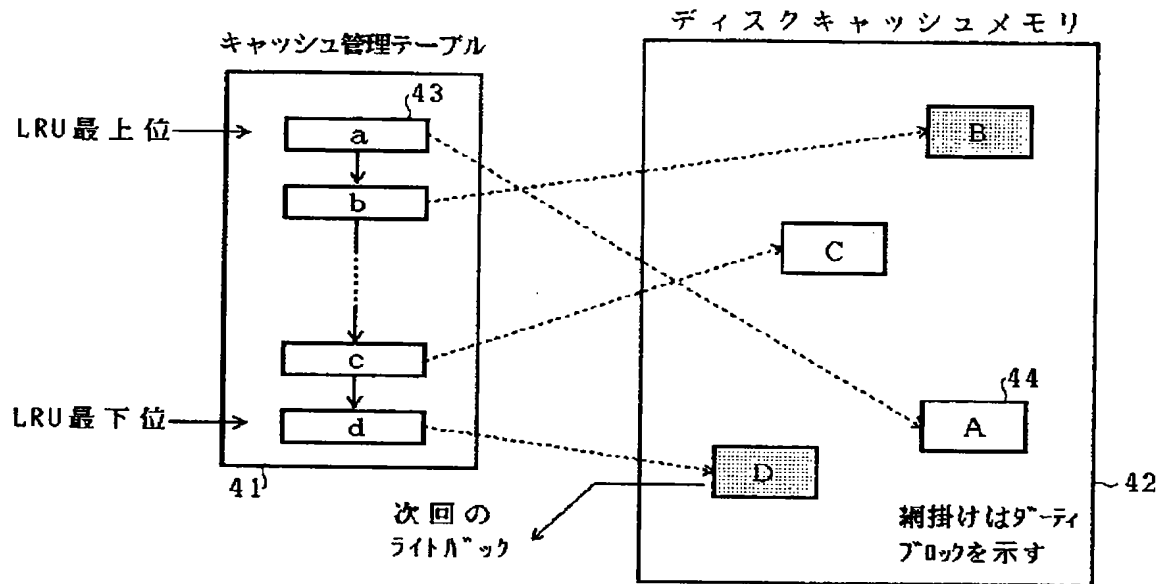 ディスクキャッシュメモリ
キャッシュ管理テーブル
43
LRU最上位
a
B
b
C
c
44
LRU最下位
d
A
D
41
42
次回の
ライトバック
網掛けはダーティ
ブロックを示す